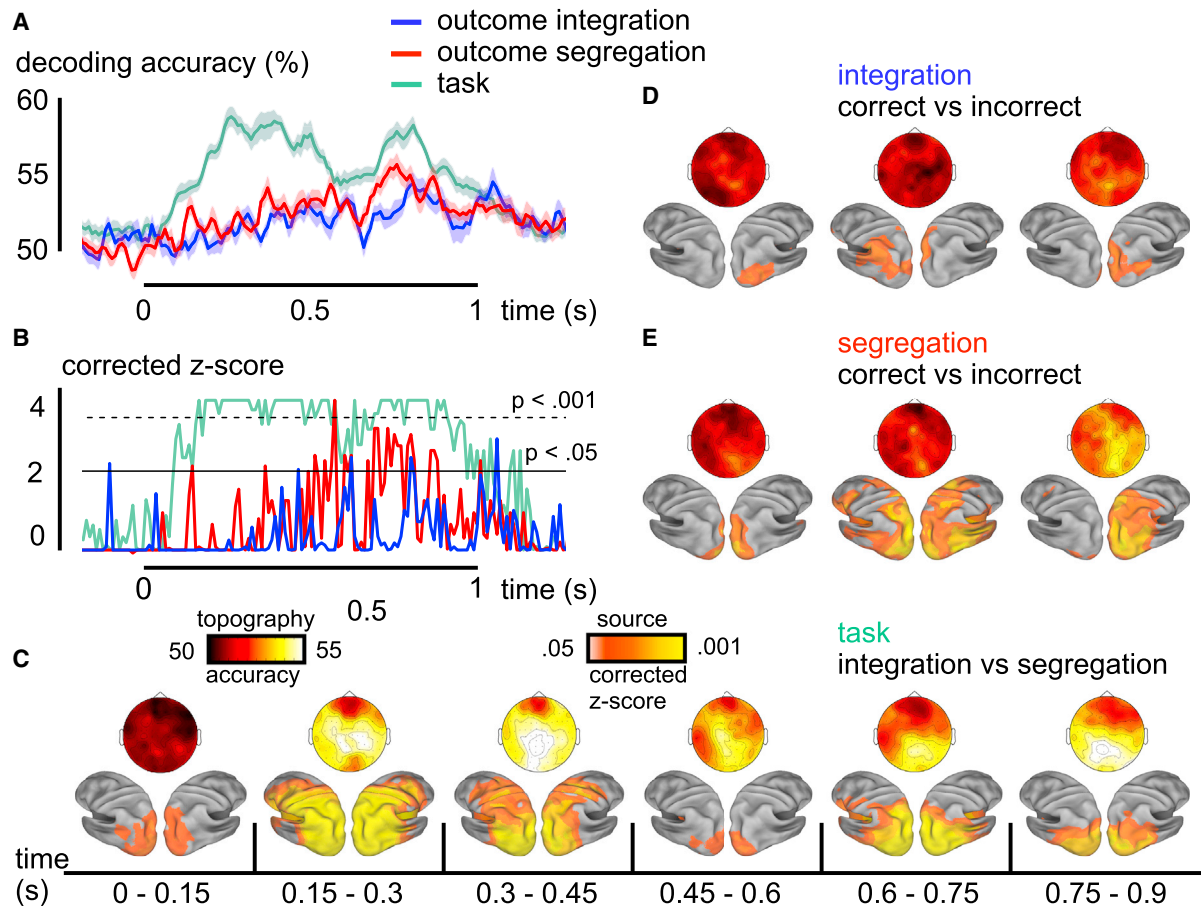 A
outcome integration
outcome segregation
task
decoding accuracy (%)
60
55
50
0 0.5 1 time (s)
B
corrected z-score
4
2
0
p < .001
p < .05
0 1 time (s)
0.5
topography
50 55
accuracy
source
.05 .001
corrected
z-score
C
time
(s)
0 - 0.15 0.15 - 0.3 0.3 - 0.45 0.45 - 0.6 0.6 - 0.75 0.75 - 0.9
D
integration
correct vs incorrect
E
segregation
correct vs incorrect
task
integration vs segregation